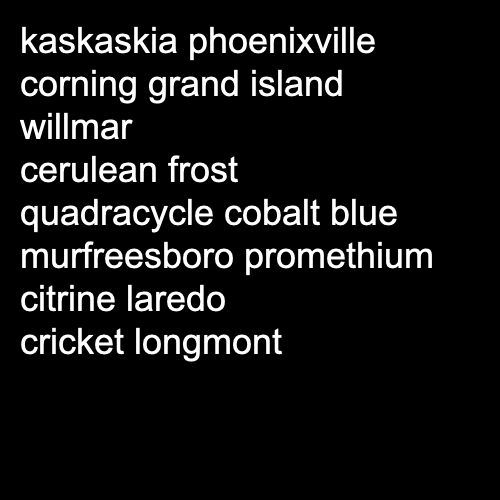 kaskaskia phoenixville
corning grand island
willmar
cerulean frost
quadracycle cobalt blue
murfreesboro promethium
citrine laredo
cricket longmont